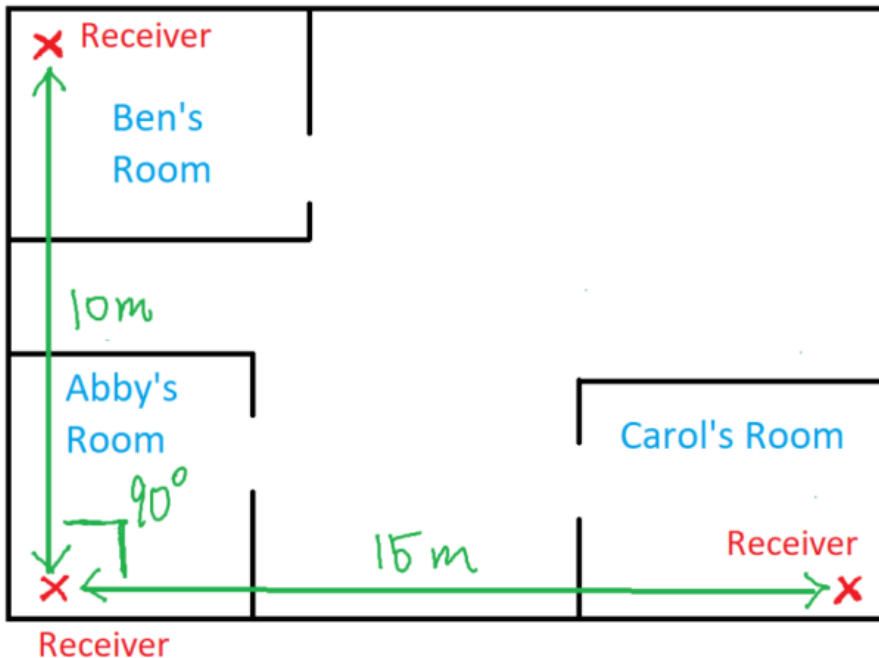 Receiver
Ben's
Room
10m
Abby's
Room
90°
Carol's Room
15m
Receiver
Receiver